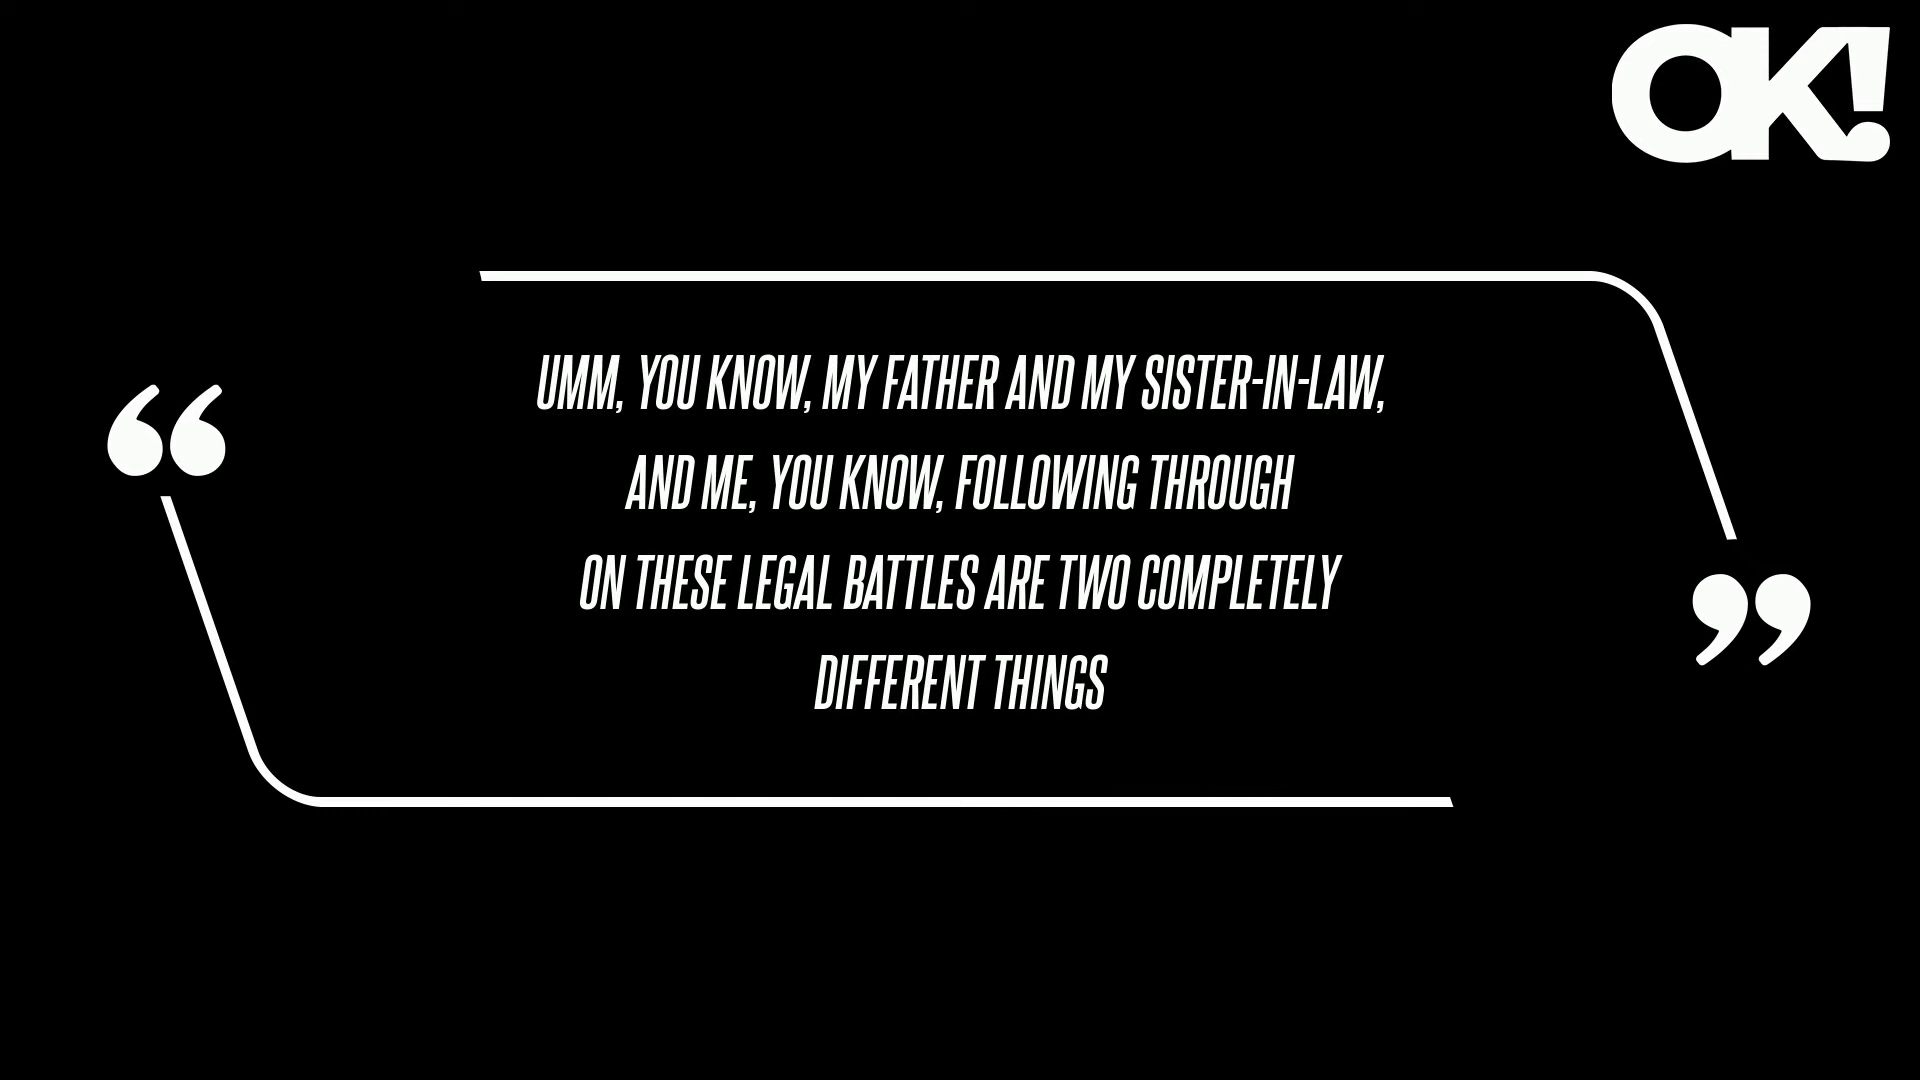 OK!
“
UMM, YOU KNOW, MY FATHER AND MY SISTER-IN-LAW,
AND ME, YOU KNOW, FOLLOWING THROUGH
ON THESE LEGAL BATTLES ARE TWO COMPLETELY
DIFFERENT THINGS
”